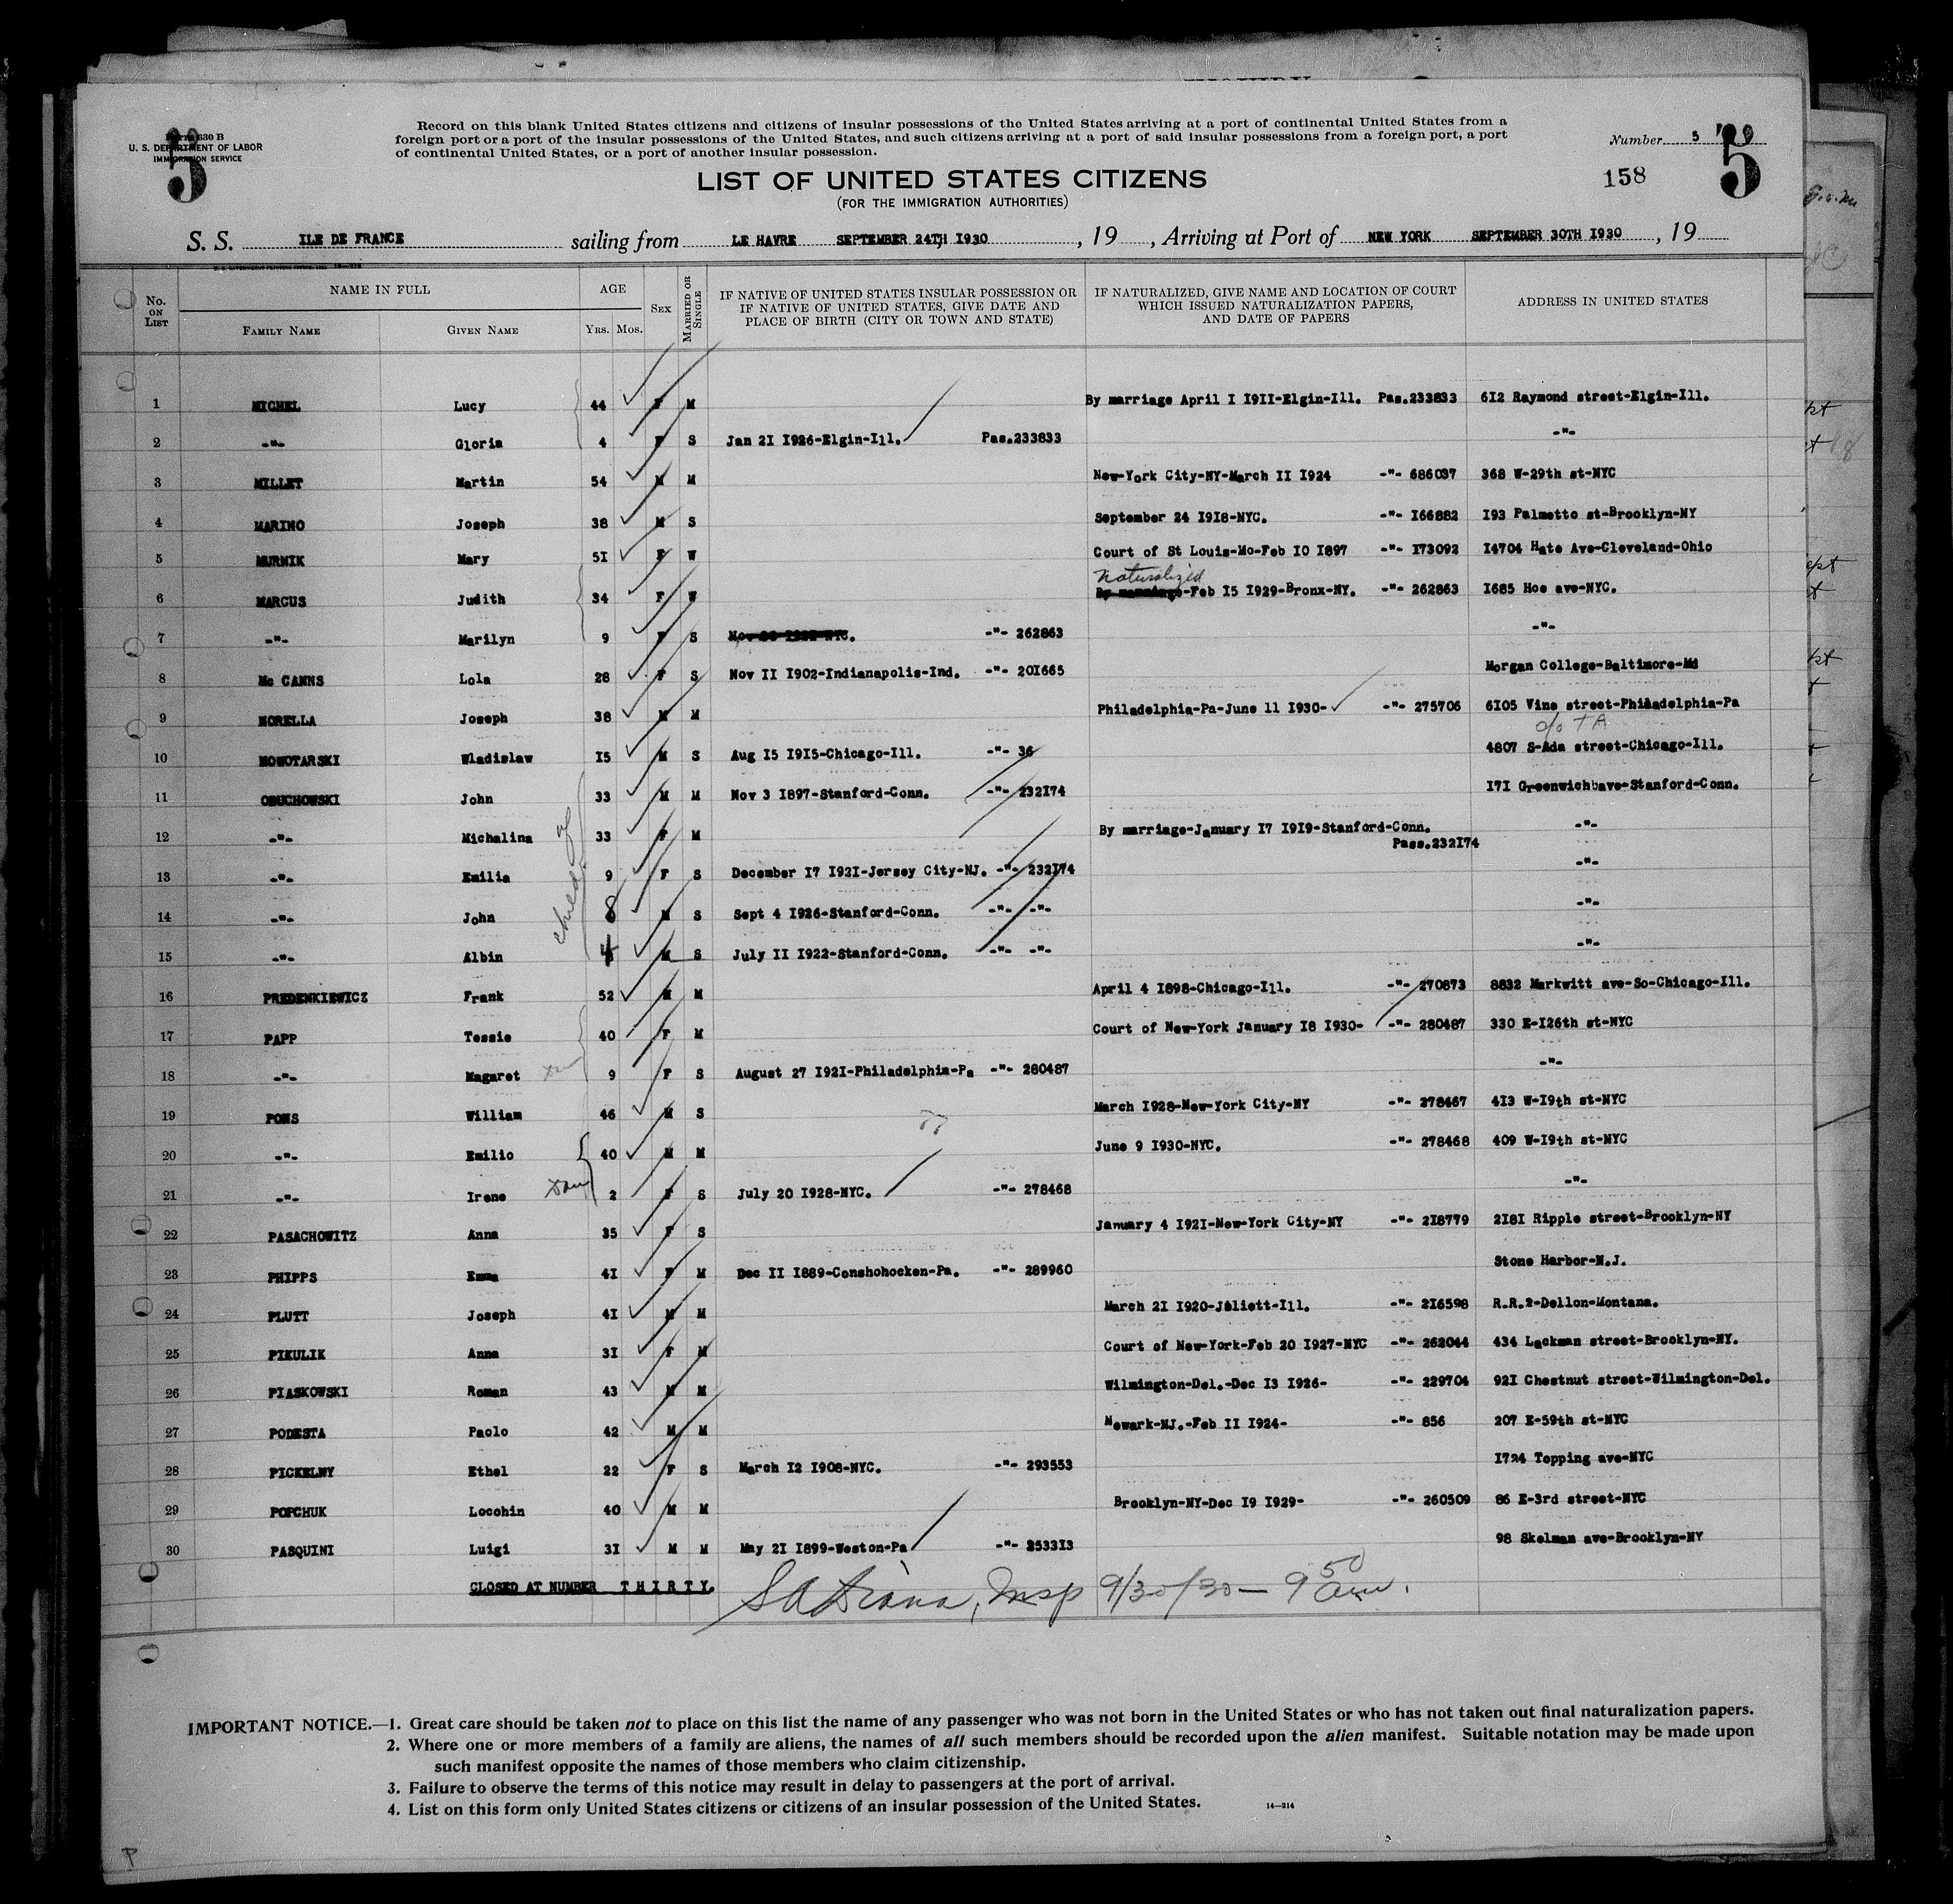 630 B
U. S. DEPARTMENT OF LABOR
IMMIGRATION SERVICE
5
Record on this blank United States citizens and citizens of insular possessions of the United States arriving at a port of continental United States from a
foreign port or a port of the insular possessions of the United States, and such citizens arriving at a port of said insular possessions from a foreign port, a port
of continental United States, or a port of another insular possession.
Number 5
5
158
LIST OF UNITED STATES CITIZENS
(FOR THE IMMIGRATION AUTHORITIES)
S. S. ILE DE FRANCE sailing from LE HAVRE SEPTEMBER 24TH I930, 19 , Arriving at Port of NEW YORK SEPTEMBER 30TH I930, 19
No. ON LIST NAME IN FULL FAMILY NAME GIVEN NAME AGE YRS. MOS. SEX MARRIED OR SINGLE IF NATIVE OF UNITED STATES INSULAR POSSESSION OR IF NATIVE OF UNITED STATES, GIVE DATE AND PLACE OF BIRTH (CITY OR TOWN AND STATE) IF NATURALIZED, GIVE NAME AND LOCATION OF COURT WHICH ISSUED NATURALIZATION PAPERS, AND DATE OF PAPERS ADDRESS IN UNITED STATES
1 MICHEL Lucy 44 F M By marriage April I I9II-Elgin-Ill. Pas.233833 6I2 Raymond street-Elgin-Ill.
2 -"- Gloria 4 F S Jan 2I I926-Elgin-Ill. Pas.233833 -"-
3 MILLET Martin 54 M M New-York City-NY-March II I924 -"- 686037 368 W-29th st-NYC
4 MARINO Joseph 38 M S September 24 I9I8-NYC. -"- I66882 I93 Palmetto st-Brooklyn-NY
5 MURNIK Mary 5I F W Court of St Louis-Mo-Feb I0 I897 -"- I73092 I4704 Hate Ave-Cleveland-Ohio
naturalized
6 MARCUS Judith 34 F W By marriage-Feb I5 I929-Bronx-NY. -"- 262863 I685 Hoe ave-NYC.
7 -"- Marilyn 9 F S NYC. -"- 262863 -"-
8 Mc CANNS Lola 28 F S Nov II I902-Indianapolis-Ind. -"- 20I665 Morgan College-Baltimore-Md
9 NORELLA Joseph 38 M M Philadelphia-Pa-June 11 I930- -"- 275706 6I05 Vine street-Philadelphia-Pa
10 NOWOTARSKI Wladislaw I5 M S Aug I5 I9I5-Chicago-Ill. -"- 36 4807 S-Ada street-Chicago-Ill.
11 OBUCHOWSKI John 33 M M Nov 3 I897-Stanford-Conn. -"- 232I74 I7I Greenwichbave-Stanford-Conn.
12 -"- Michalina 33 F M By marriage-January I7 I9I9-Stanford-Conn. -"-
Pass.232I74
13 -"- Emilia 9 F S December I7 I92I-Jersey City-NJ. -"- 232I74 -"-
14 -"- John 8 M S Sept 4 I926-Stanford-Conn. -"- -"- -"-
15 -"- Albin 4 M S July II I922-Stanford-Conn. -"- -"- -"-
16 PREDENKIEWICZ Frank 52 M M April 4 I898-Chicago-Ill. -"- 270873 8832 Markwitt ave-So-Chicago-Ill.
17 PAPP Tessie 40 F M Court of New-York January I8 I930- -"- 280487 330 E-I26th st-NYC
18 -"- Magaret 9 F S August 27 I92I-Philadelphia-Pa -"- 280487 -"-
19 PONS William 46 M S March I928-New-York City-NY -"- 278467 4I3 W-I9th st-NYC
20 -"- Emilio 40 M M June 9 I930-NYC. -"- 278468 409 W-I9th st-NYC
21 -"- Irene 2 F S July 20 I928-NYC. -"- 278468 -"-
22 PASACHOWITZ Anna 35 F S January 4 I92I-New-York City-NY -"- 2I8779 2I8I Ripple street-Brooklyn-NY
23 PHIPPS Emma 4I F M Dec II I889-Conshohocken-Pa. -"- 289960 Stone Harbor-N.J.
24 PLUTT Joseph 4I M M March 2I I920-Joliett-Ill. -"- 2I6598 R.R.2-Dellon-Montana.
25 PIKULIK Anna 3I F M Court of New-York-Feb 20 I927-NYC -"- 262044 434 Lackman street-Brooklyn-NY.
26 PIASKOWSKI Roman 43 M M Wilmington-Del.-Dec I3 I926- -"- 229704 92I Chestnut street-Wilmington-Del.
27 PODESTA Paolo 42 M M Newark-NJ.-Feb II I924- -"- 856 207 E-59th st-NYC
28 PICKELNY Ethel 22 F S March I2 I908-NYC. -"- 293553 I724 Topping ave-NYC
29 POPCHUK Locohin 40 M M Brooklyn-NY-Dec I9 I929- -"- 260509 86 E-3rd street-NYC
30 PASQUINI Luigi 3I M M May 2I I899-Weston-Pa -"- 2533I3 98 Skelman ave-Brooklyn-NY
CLOSED AT NUMBER THIRTY.
Insp 9/30/30 — 9 50 am.
IMPORTANT NOTICE.—1. Great care should be taken not to place on this list the name of any passenger who was not born in the United States or who has not taken out final naturalization papers.
2. Where one or more members of a family are aliens, the names of all such members should be recorded upon the alien manifest. Suitable notation may be made upon
such manifest opposite the names of those members who claim citizenship.
3. Failure to observe the terms of this notice may result in delay to passengers at the port of arrival.
4. List on this form only United States citizens or citizens of an insular possession of the United States.
14—214